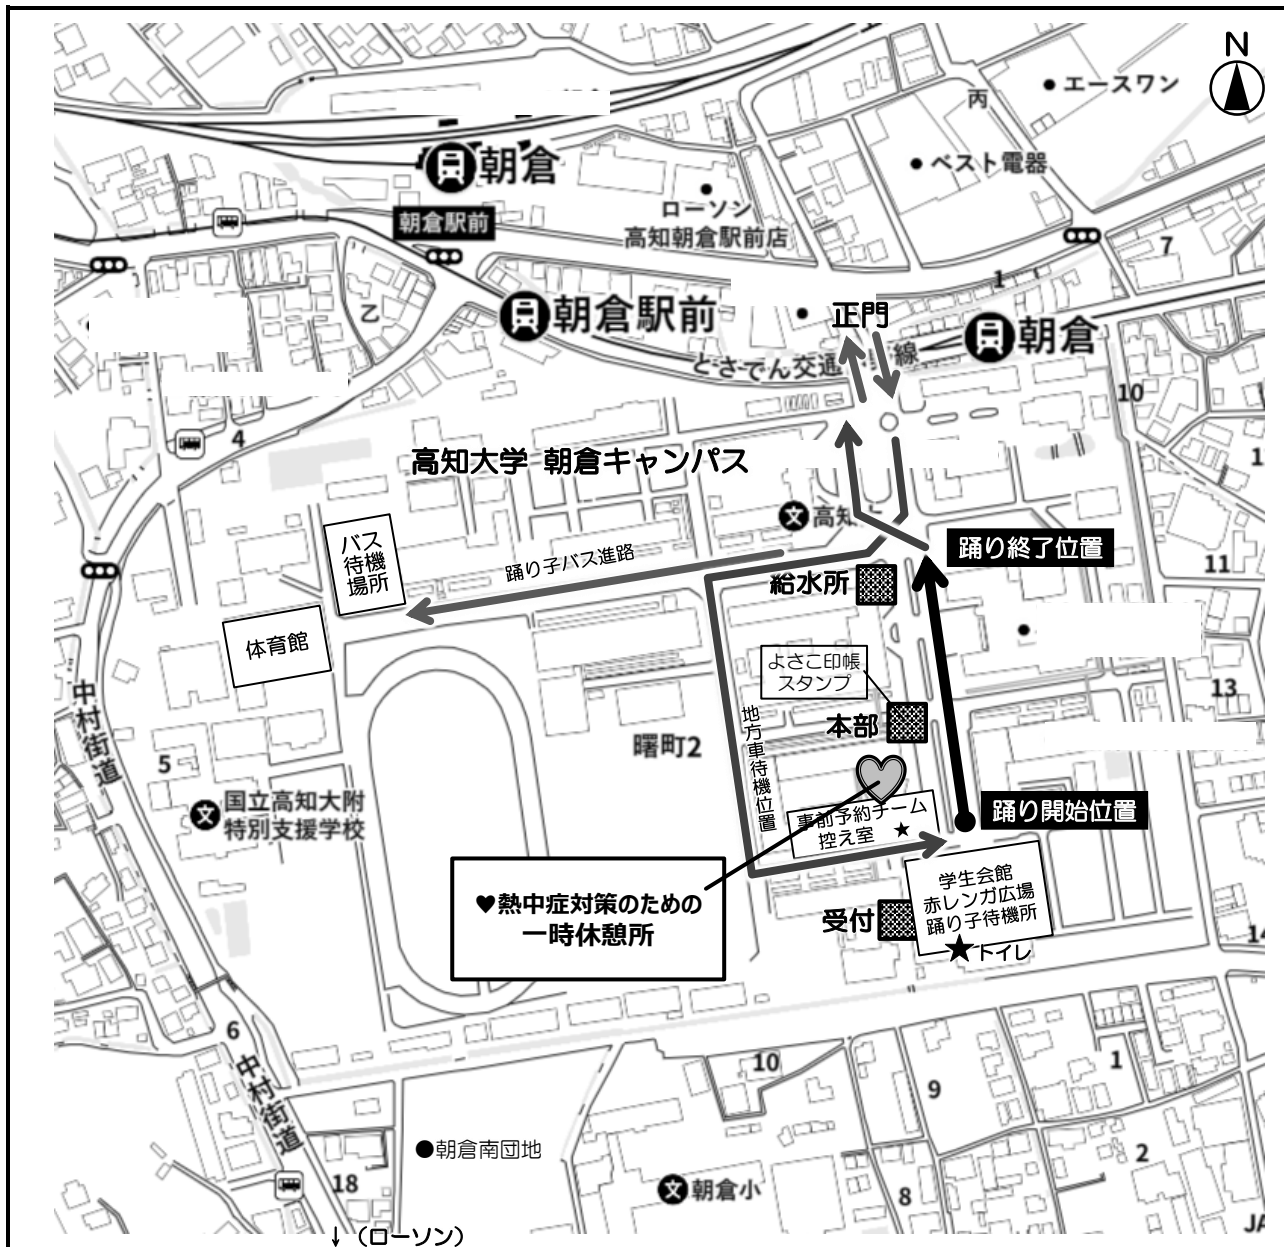 N
エースワン
丙
ベスト電器
朝倉
ローソン
高知朝倉駅前店
朝倉駅前
7
1
乙
朝倉駅前
正門
朝倉
とさでん交通
線
10
4
高知大学 朝倉キャンパス
高知
踊り終了位置
バス
待機
場所
踊り子バス進路
給水所
11
体育館
よさこ印帳
スタンプ
13
中村街道
地方車待機位置
本部
曙町2
5
国立高知大附
特別支援学校
事前予約チーム
控え室 ★
踊り開始位置
♥熱中症対策のための
一時休憩所
学生会館
赤レンガ広場
踊り子待機所
受付
★トイレ
14
6
中村街道
10
9
1
●朝倉南団地
2
18
朝倉小
8
JA
↓（ローソン）